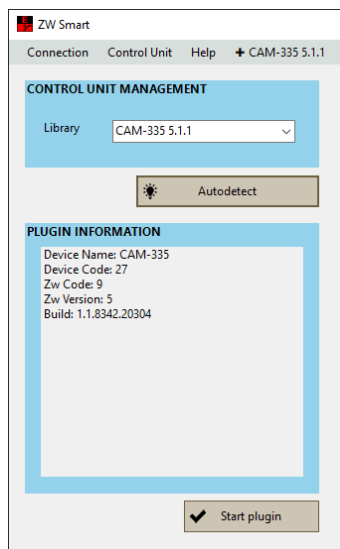 ZW Smart
Connection Control Unit Help + CAM-335 5.1.1
CONTROL UNIT MANAGEMENT
Library CAM-335 5.1.1
Autodetect
PLUGIN INFORMATION
Device Name: CAM-335
Device Code: 27
Zw Code: 9
Zw Version: 5
Build: 1.1.8342.20304
Start plugin